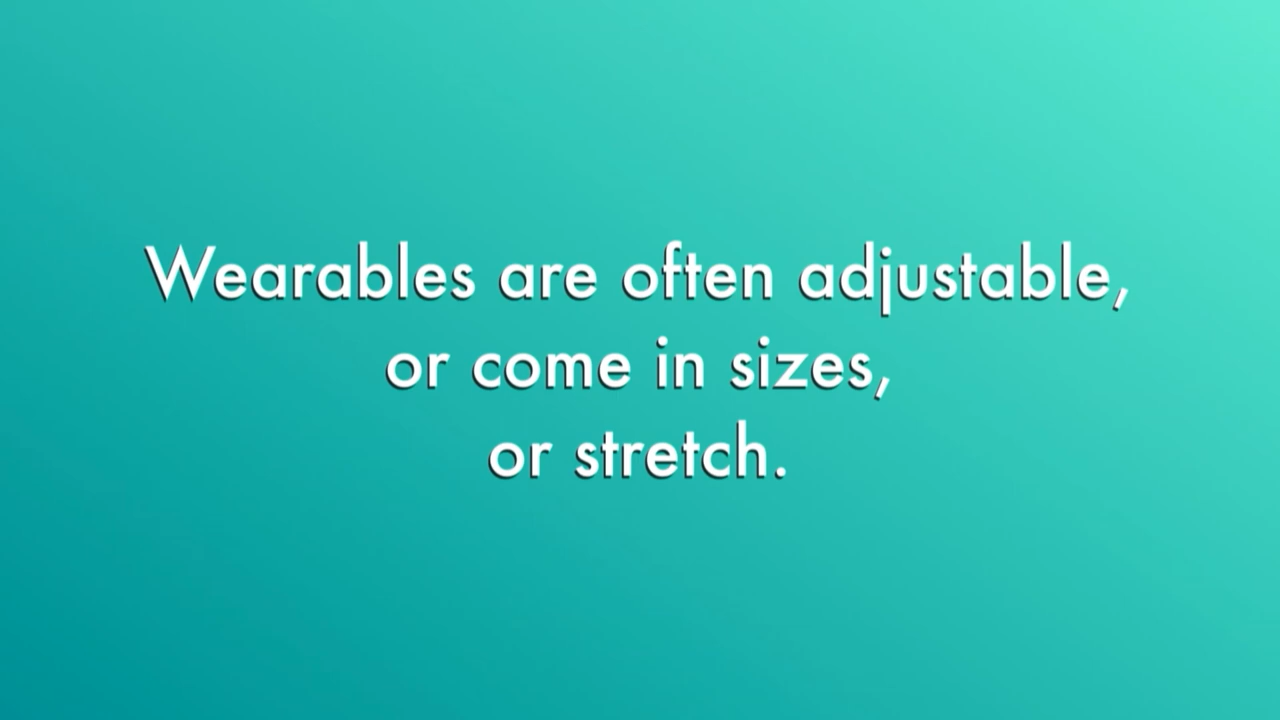 Wearables are often adjustable,
or come in sizes,
or stretch.